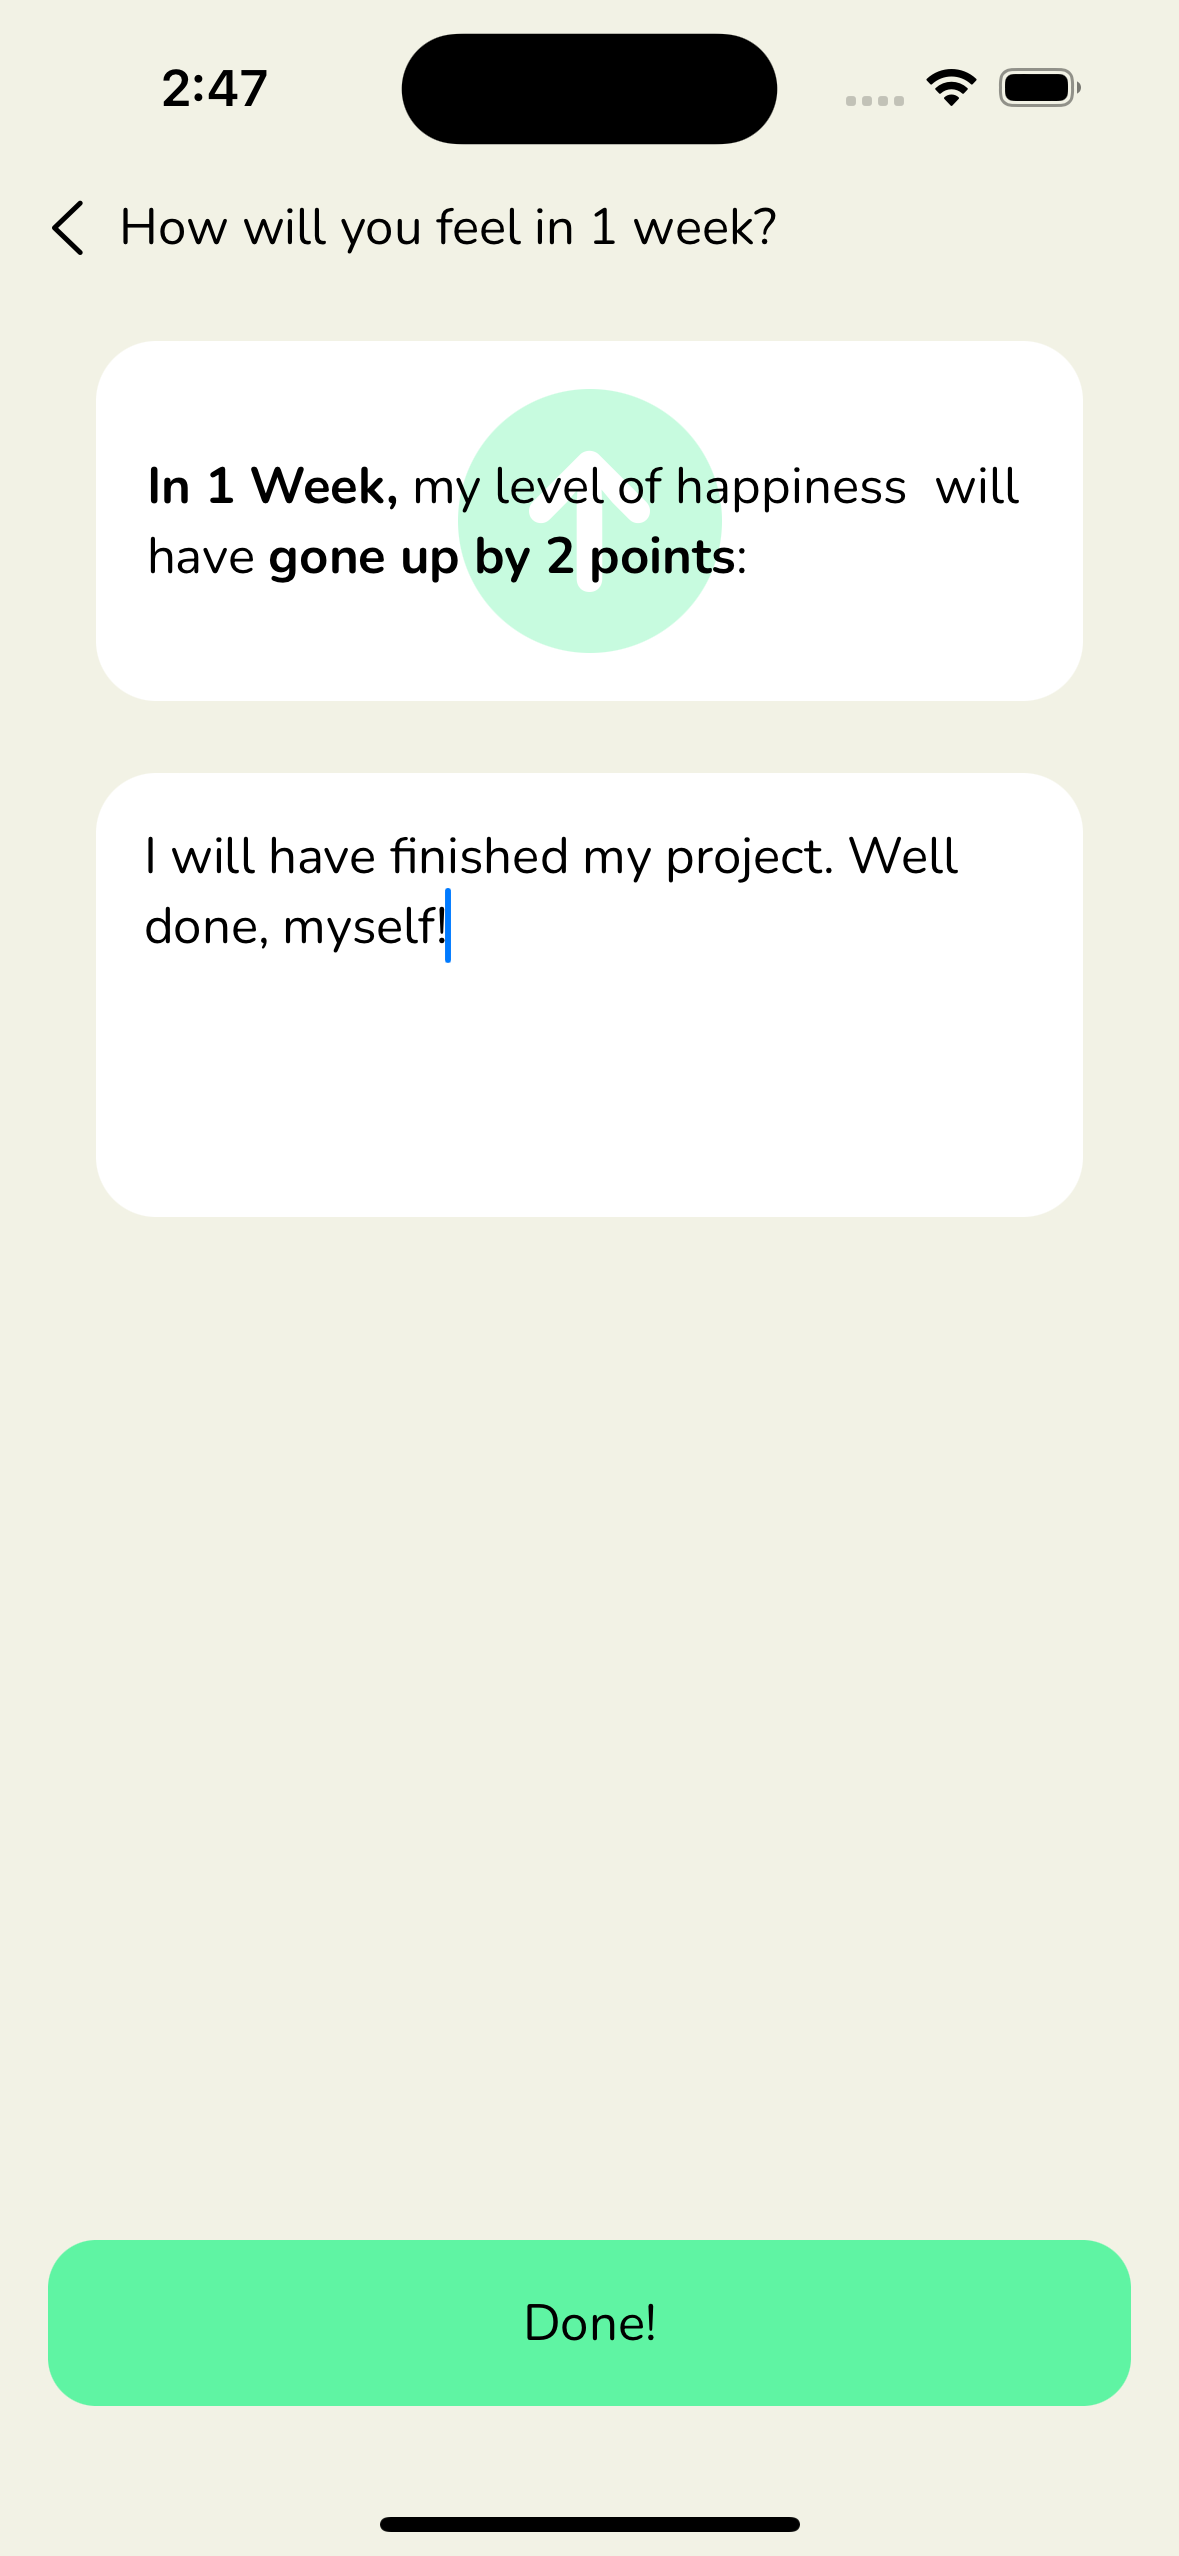 2:47
How will you feel in 1 week?
In 1 Week, my level of happiness  will
have gone up by 2 points:
I will have finished my project. Well
done, myself!
Done!